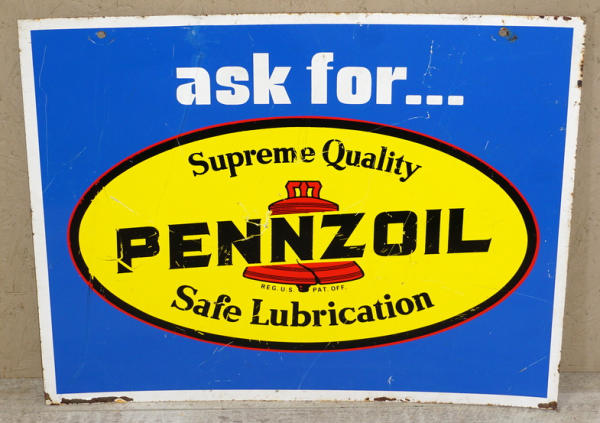 ask for...
Supreme Quality
PENNZOIL
REG. U.S. PAT. OFF.
Safe Lubrication